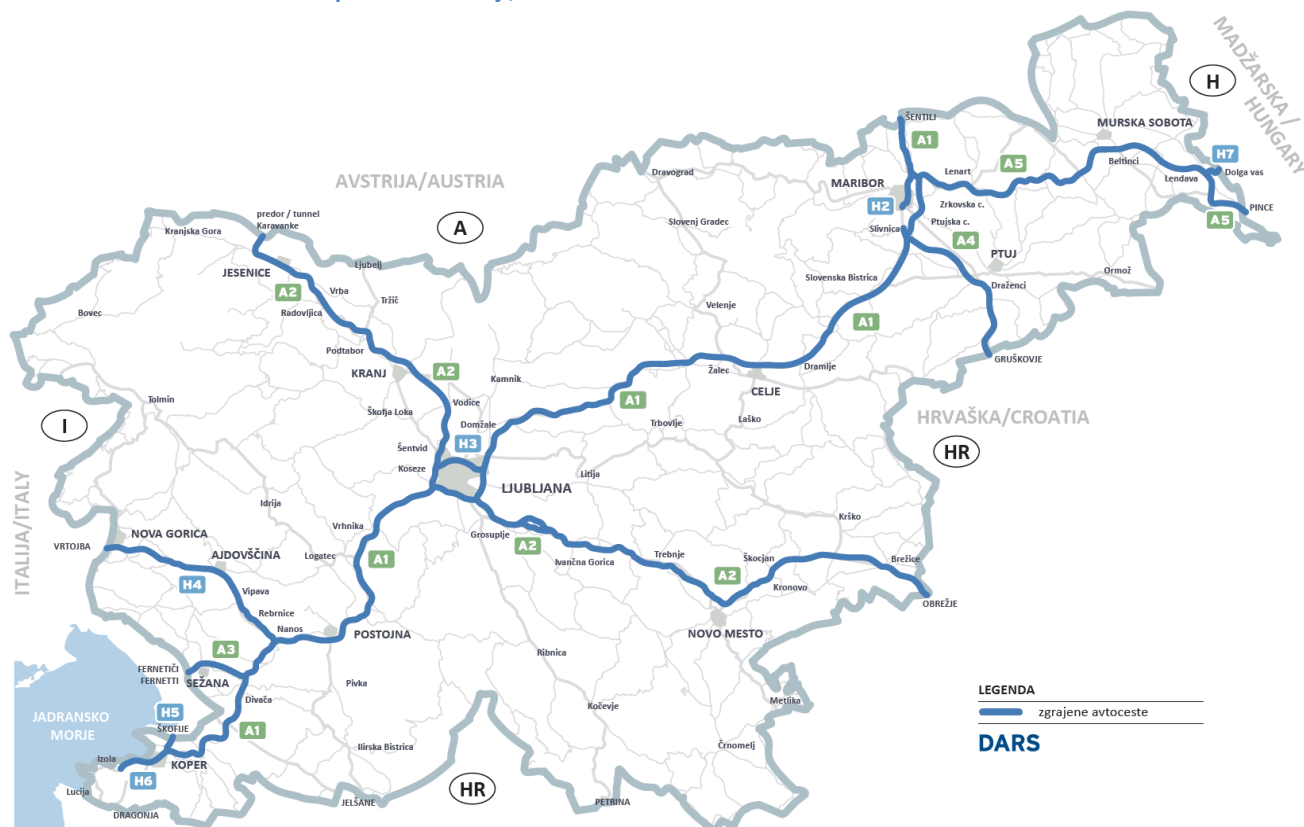 MADŽARSKA /
HUNGARY
H
ŠENTILJ
A1
MURSKA SOBOTA
A5
H7
Beltinci
Dolga vas
Lenart
Lendava
Dravograd
MARIBOR
AVSTRIJA/AUSTRIA
H2
Zrkovska c.
PINCE
predor / tunnel
Karavanke
Kranjska Gora
A
Slovenj Gradec
Ptujska c.
A5
Slivnica
A4
PTUJ
Ljubelj
JESENICE
Slovenska Bistrica
Ormož
Draženci
A2
Vrba
Tržič
Radovljica
Velenje
Bovec
A1
Podtabor
GRUŠKOVJE
KRANJ
A2
Kamnik
Žalec
Dramlje
CELJE
Tolmin
Vodice
A1
Škofja Loka
Laško
HRVAŠKA/CROATIA
I
Domžale
Trbovlje
Šentvid
H3
HR
Koseze
Litija
LJUBLJANA
ITALIJA/ITALY
Idrija
Krško
Vrhnika
NOVA GORICA
Grosuplje
VRTOJBA
A2
AJDOVŠČINA
Logatec
A1
Ivančna Gorica
Trebnje
Škocjan
Brežice
H4
A2
Kronovo
Vipava
OBREŽJE
Rebrnice
Nanos
POSTOJNA
NOVO MESTO
A3
Ribnica
FERNETIČI
FERNETTI
SEŽANA
Pivka
Divača
Metlika
Kočevje
H5
JADRANSKO
MORJE
ŠKOFIJE
A1
Črnomelj
Ilirska Bistrica
Izola
KOPER
H6
HR
Lucija
JELŠANE
PETRINA
DRAGONJA
LEGENDA
zgrajene avtoceste
DARS